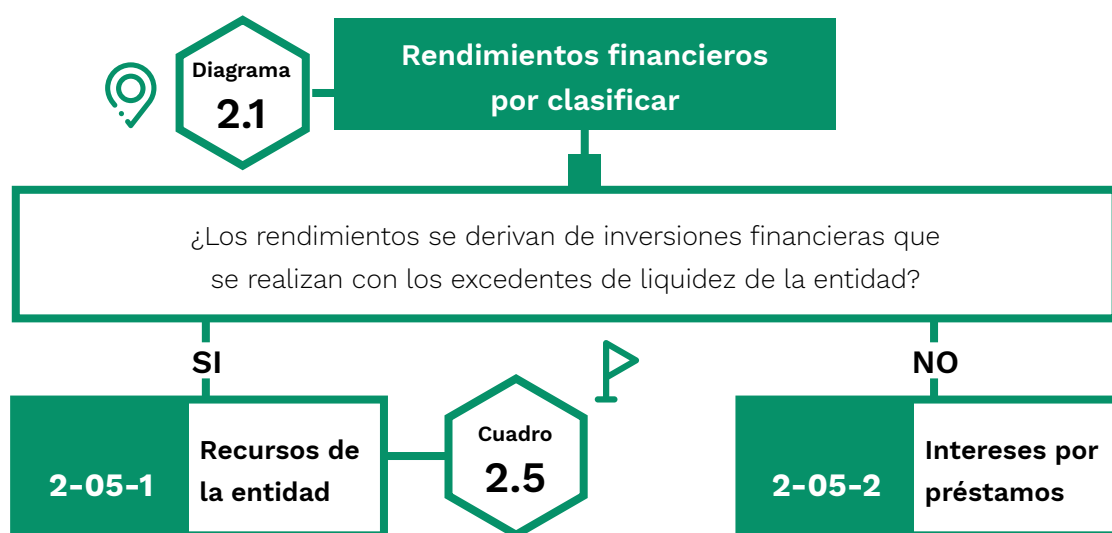 Diagrama
2.1
Rendimientos financieros
por clasificar
¿Los rendimientos se derivan de inversiones financieras que
se realizan con los excedentes de liquidez de la entidad?
SI
NO
2-05-1
Recursos de
la entidad
Cuadro
2.5
2-05-2
Intereses por
préstamos